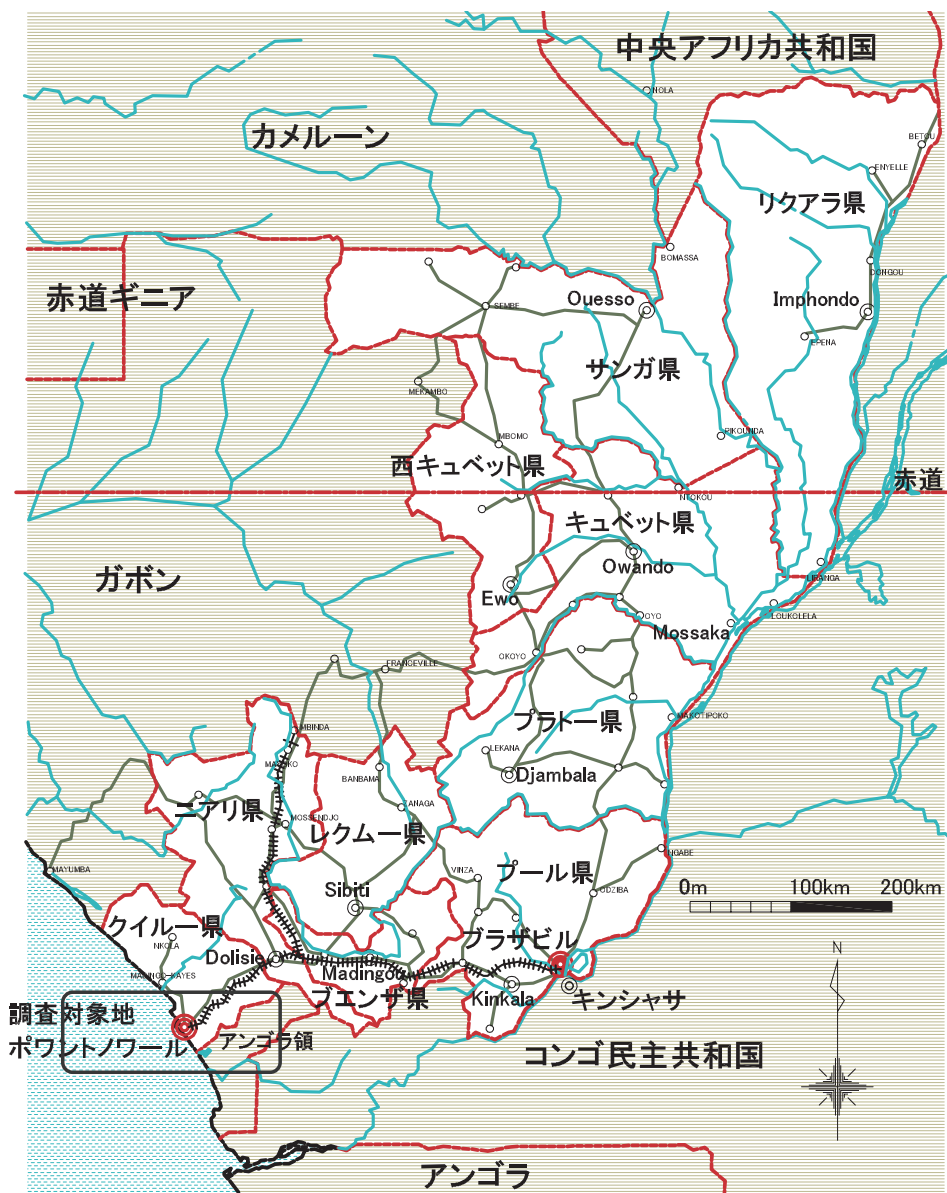 中央アフリカ共和国
NOLA
カメルーン
BETOU
ENYELLE
リクアラ県
BOMASSA
DONGOU
赤道ギニア
Ouesso
Imphondo
SEMBE
EPENA
サンガ県
MEKAMBO
PIKOUNDA
MBOMO
西キュベット県
赤道
NTOKOU
キュベット県
ガボン
Owando
LIRANGA
Ewo
LOUKOLELA
OYO
Mossaka
OKOYO
FRANCEVILLE
MAKOTIPOKO
プラトー県
MBINDA
LEKANA
Djambala
BANBAMA
ニアリ県
MOSSENDJO
レクムー県
NGABE
MAYUMBA
VINZA
プール県
ODZIBA
0m 100km 200km
Sibiti
クイルー県
NKOLA
ブラザビル
N
Dolisie
Madingou
ブエンザ県
Kinkala
キンシャサ
調査対象地
ポワントノワール
アンゴラ領
コンゴ民主共和国
アンゴラ